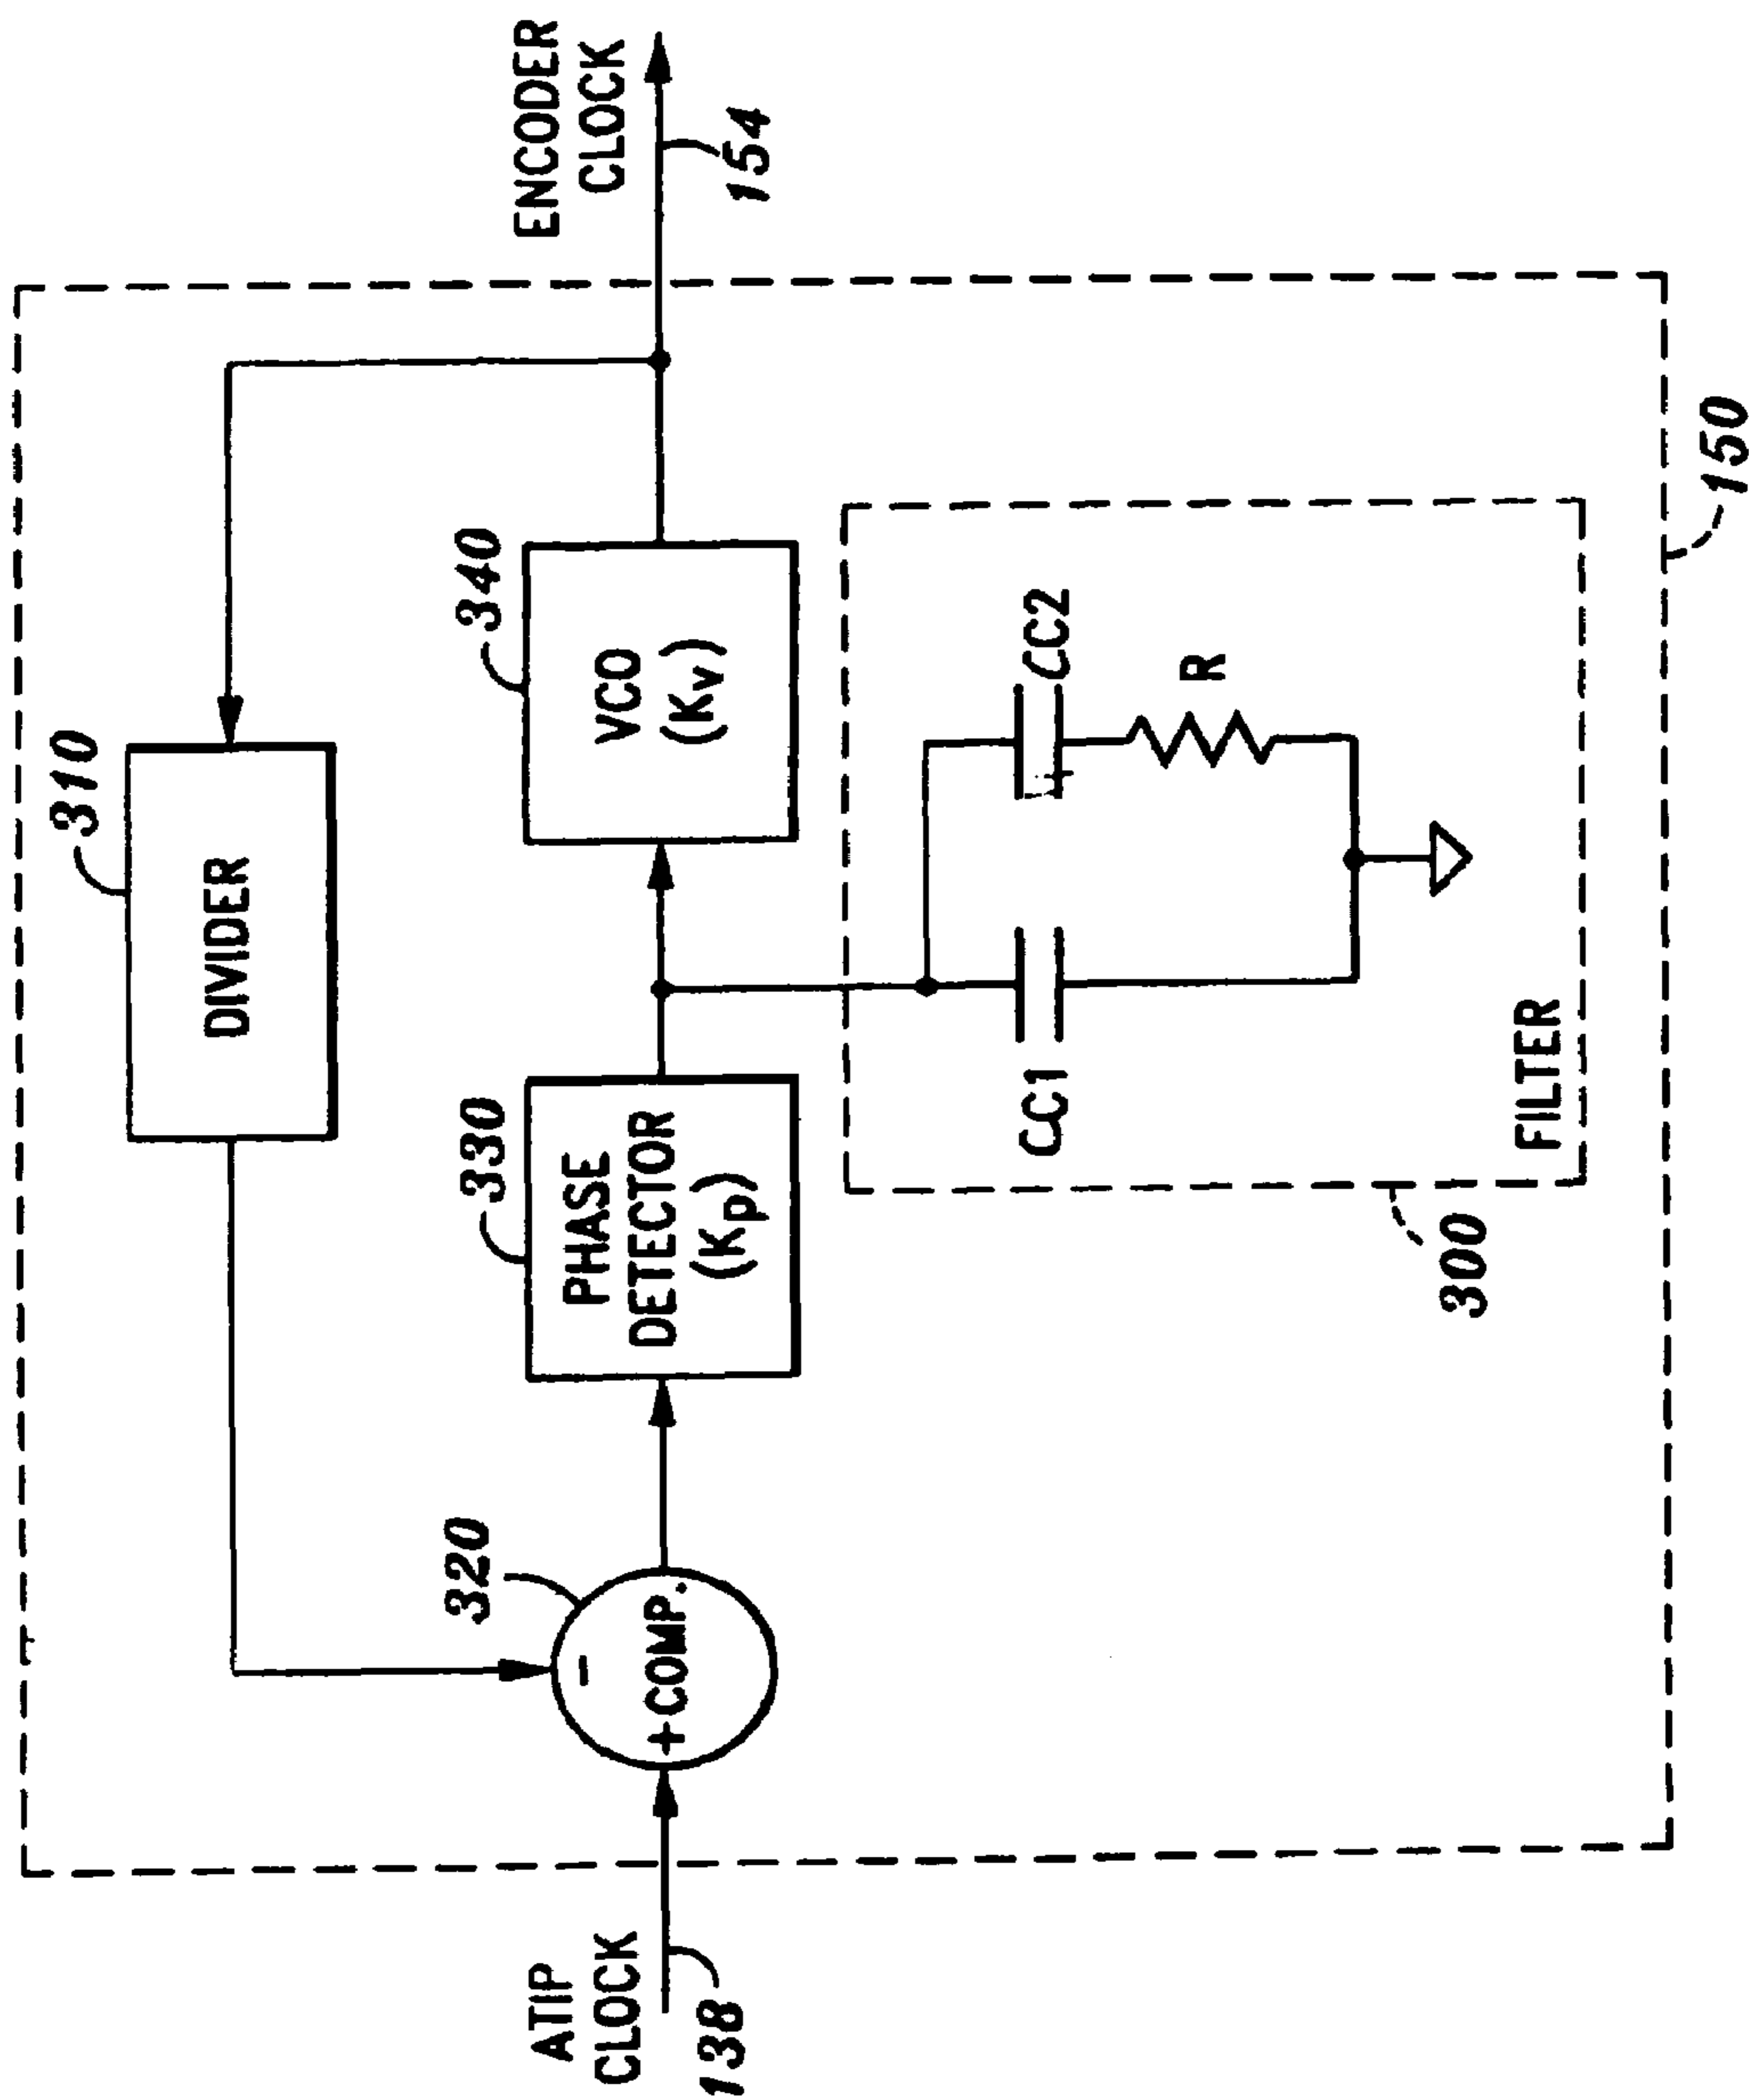 310
DIVIDER
ENCODER
CLOCK
154
320
330
340
ATIP
CLOCK
138
-
+COMP.
PHASE
DETECTOR
(Kp)
VCO
(Kv)
CC1
CC2
R
FILTER
300
150